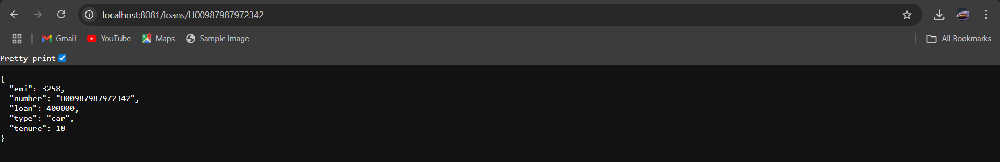 localhost:8081/loans/H00987987972342
Gmail YouTube Maps Sample Image All Bookmarks
Pretty print
{
  "emi": 3258,
  "number": "H00987987972342",
  "loan": 400000,
  "type": "car",
  "tenure": 18
}